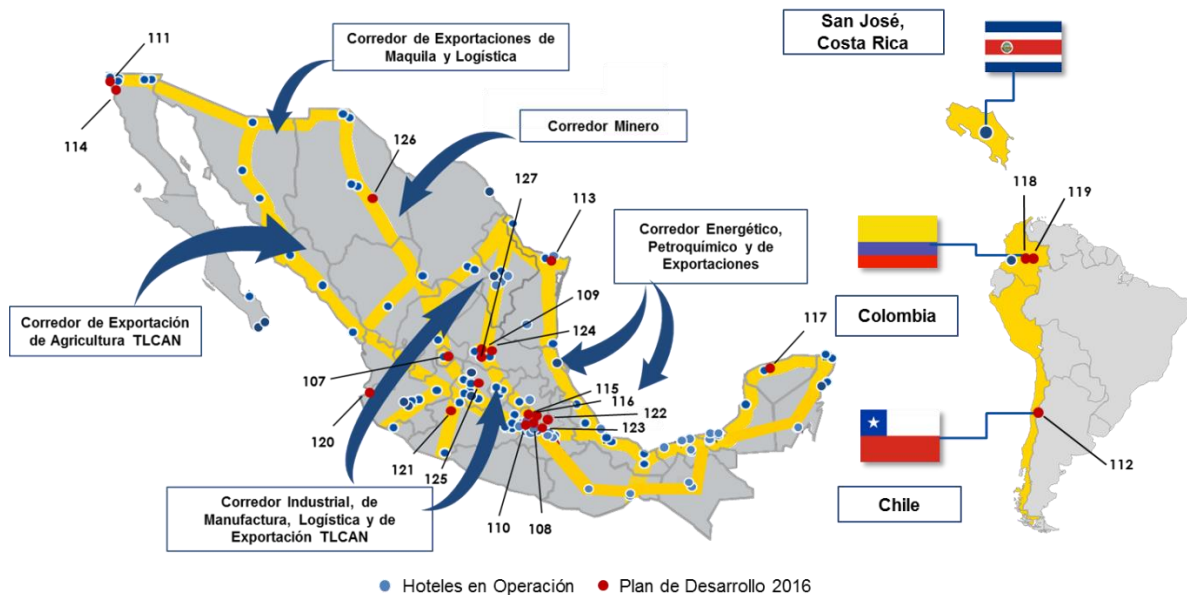 111
Corredor de Exportaciones de
Maquila y Logística
San José,
Costa Rica
114
126
Corredor Minero
127
113
118
119
Corredor Energético,
Petroquímico y de
Exportaciones
109
124
Colombia
Corredor de Exportación
de Agricultura TLCAN
107
117
115
116
122
123
120
121
125
112
Corredor Industrial, de
Manufactura, Logística y de
Exportación TLCAN
110
108
Chile
Hoteles en Operación
Plan de Desarrollo 2016